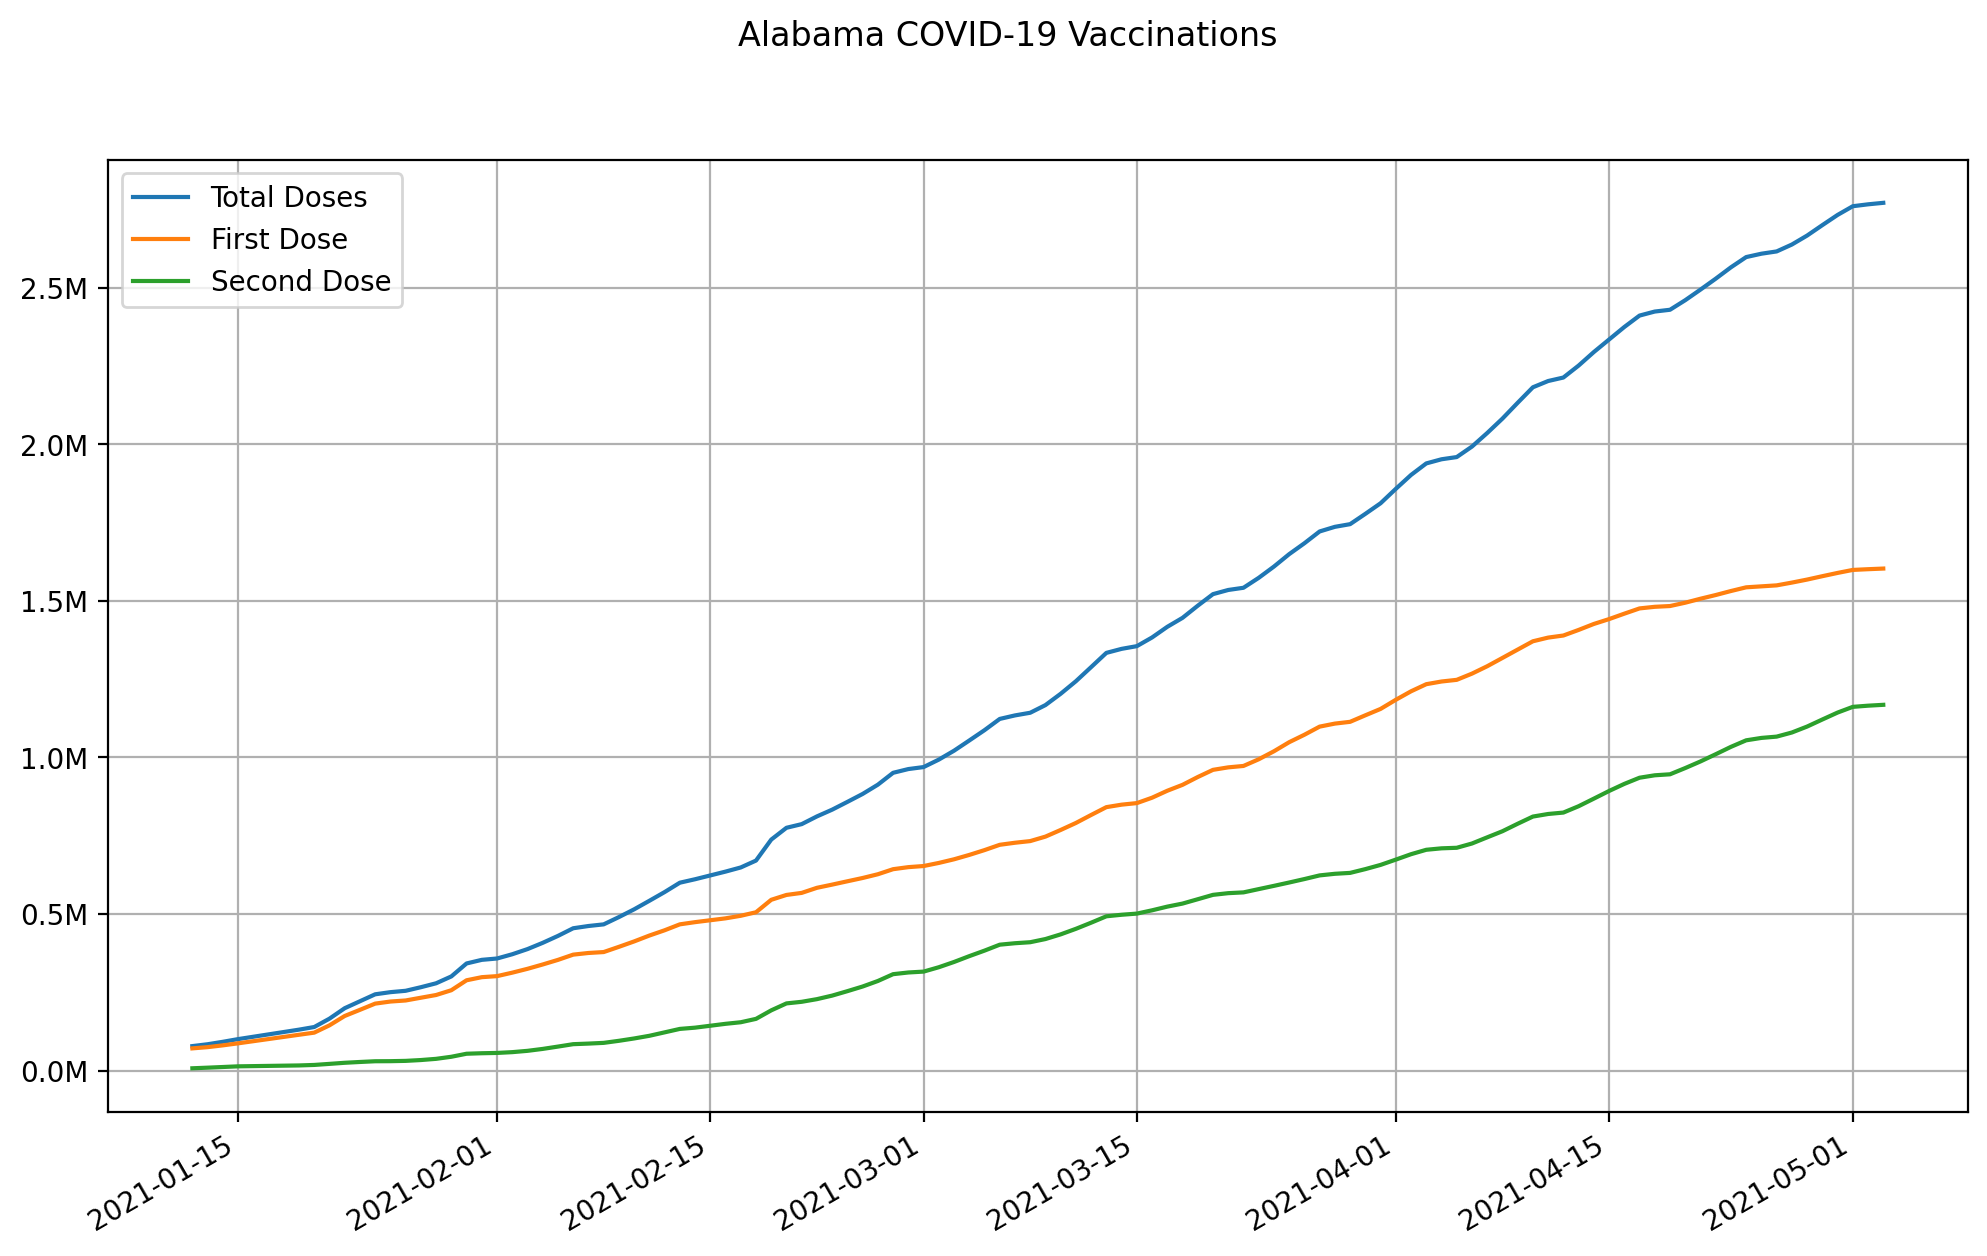 Alabama COVID-19 Vaccinations
Total Doses
First Dose
Second Dose
2.5M
2.0M
1.5M
1.0M
0.5M
0.0M
2021-01-15
2021-02-01
2021-02-15
2021-03-01
2021-03-15
2021-04-01
2021-04-15
2021-05-01